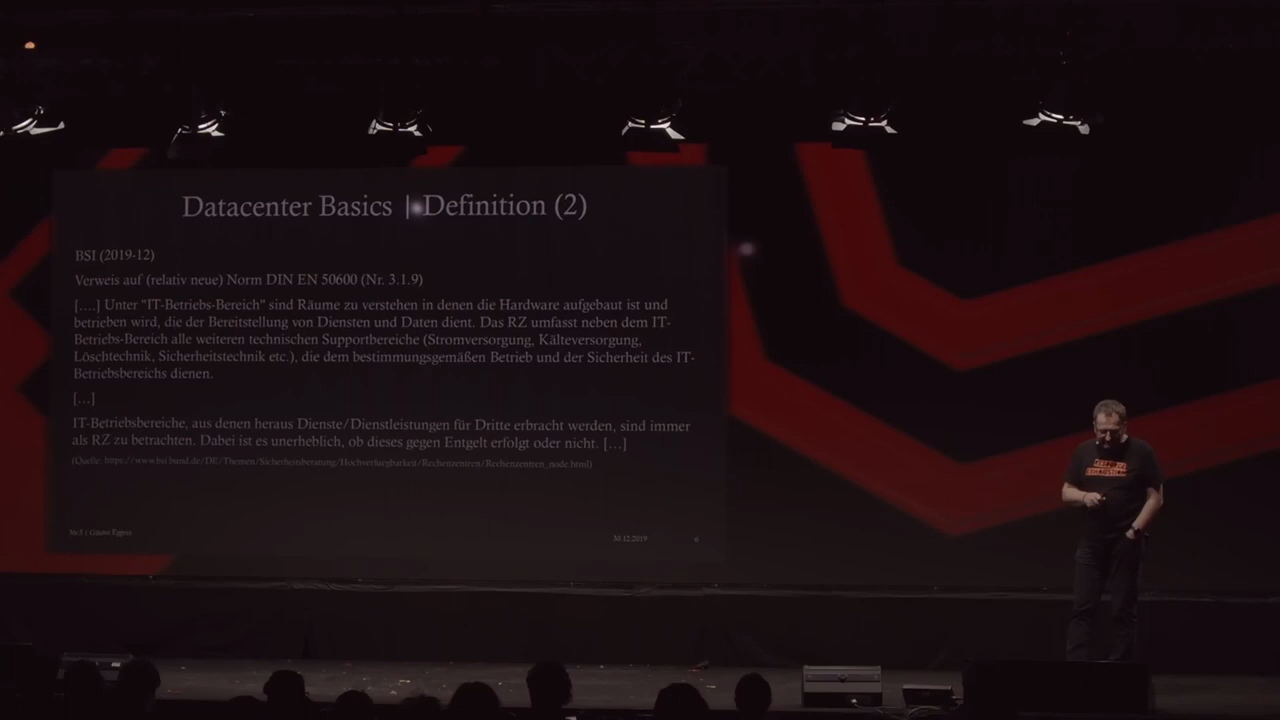 Datacenter Basics | Definition (2)
BSI (2019-12)
Verweis auf (relativ neue) Norm DIN EN 50600 (Nr. 3.1.9)
[....] Unter "IT-Betriebs-Bereich" sind Räume zu verstehen in denen die Hardware aufgebaut ist und
betrieben wird, die der Bereitstellung von Diensten und Daten dient. Das RZ umfasst neben dem IT-
Betriebs-Bereich alle weiteren technischen Supportbereiche (Stromversorgung, Kälteversorgung,
Löschtechnik, Sicherheitstechnik etc.), die dem bestimmungsgemäßen Betrieb und der Sicherheit des IT-
Betriebsbereichs dienen.
[…]
IT-Betriebsbereiche, aus denen heraus Dienste/Dienstleistungen für Dritte erbracht werden, sind immer
als RZ zu betrachten. Dabei ist es unerheblich, ob dieses gegen Entgelt erfolgt oder nicht. […]
(Quelle: https://www.bsi.bund.de/DE/Themen/Sicherheitsberatung/Hochverfuegbarkeit/Rechenzentren/Rechenzentren_node.html)
36c3 | Günter Eggers
30.12.2019
6